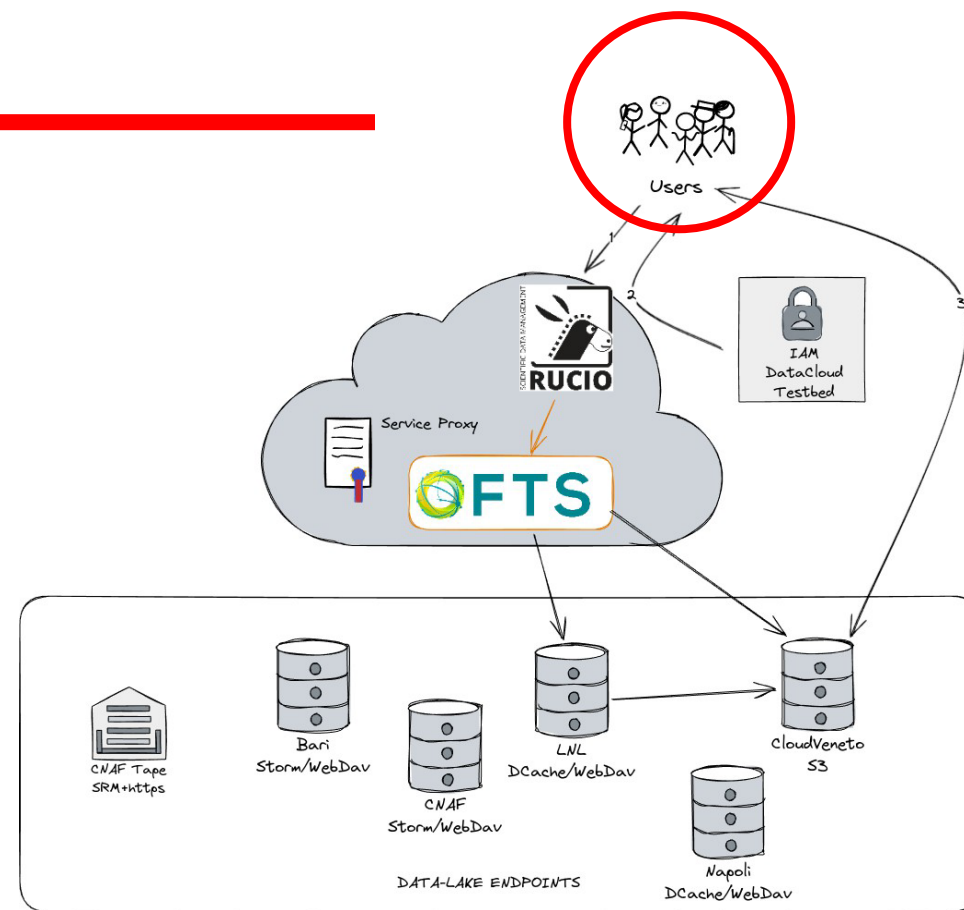 Users
1
2
3
SCIENTIFIC DATA MANAGEMENT
RUCIO
IAM
DataCloud
Testbed
Service Proxy
FTS
Bari
Storm/WebDav
CNAF Tape
SRM+https
CNAF
Storm/WebDav
LNL
DCache/WebDav
CloudVeneto
S3
Napoli
DCache/WebDav
DATA-LAKE ENDPOINTS